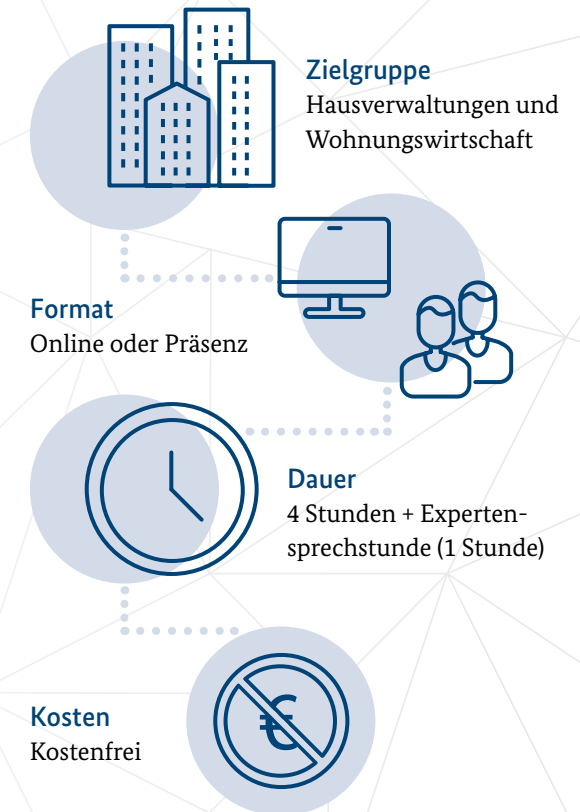 Zielgruppe
Hausverwaltungen und
Wohnungswirtschaft
Format
Online oder Präsenz
Dauer
4 Stunden + Experten-
sprechstunde (1 Stunde)
€
Kosten
Kostenfrei